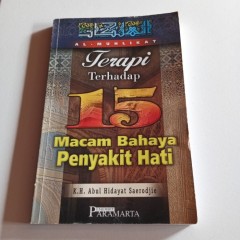 AL-MUHLIKAT
Terapi
Terhadap
15
Macam Bahaya
Penyakit Hati
K.H. Abul Hidayat Saerodjie
PARAMARTA